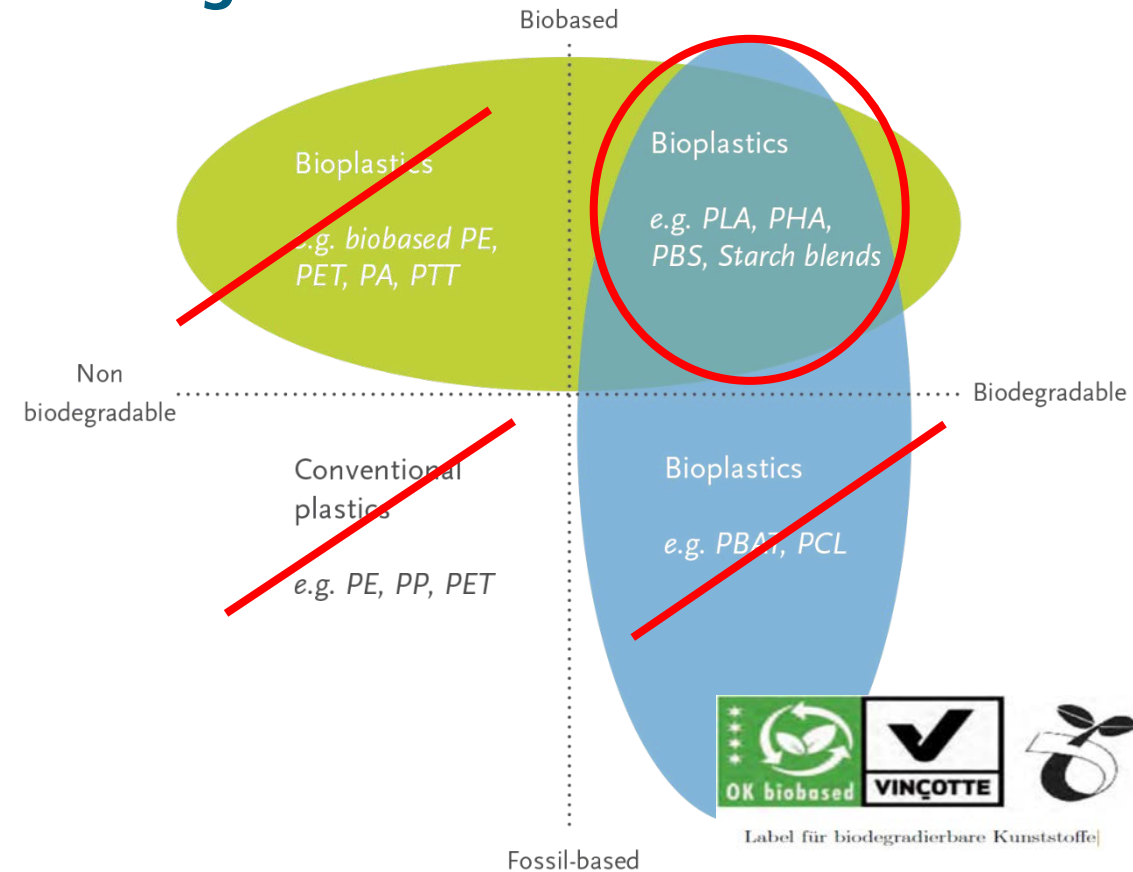 Biobased
Bioplastics
e.g. biobased PE,
PET, PA, PTT
Bioplastics
e.g. PLA, PHA,
PBS, Starch blends
Non
biodegradable
Biodegradable
Conventional
plastics
e.g. PE, PP, PET
Bioplastics
e.g. PBAT, PCL
OK biobased
VINÇOTTE
Label für biodegradierbare Kunststoffe
Fossil-based